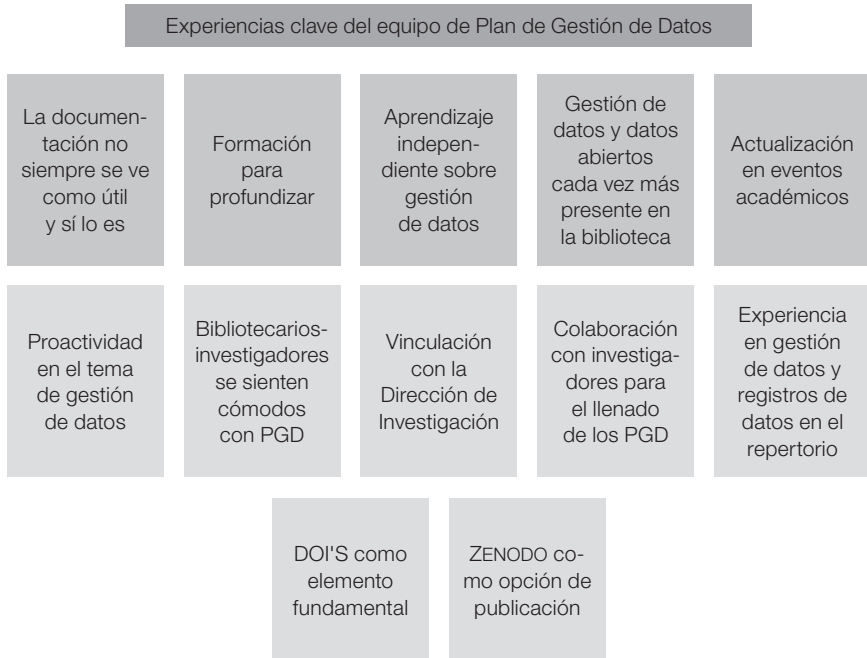 Experiencias clave del equipo de Plan de Gestión de Datos
La documen-
tación no
siempre se ve
como útil
y sí lo es
Formación
para
profundizar
Aprendizaje
indepen-
diente sobre
gestión
de datos
Gestión de
datos y datos
abiertos
cada vez más
presente en
la biblioteca
Actualización
en eventos
académicos
Proactividad
en el tema
de gestión
de datos
Bibliotecarios-
investigadores
se sienten
cómodos
con PGD
Vinculación
con la
Dirección de
Investigación
Colaboración
con investiga-
dores para
el llenado
de los PGD
Experiencia
en gestión
de datos y
registros de
datos en el
repertorio
DOI'S como
elemento
fundamental
ZENODO co-
mo opción de
publicación